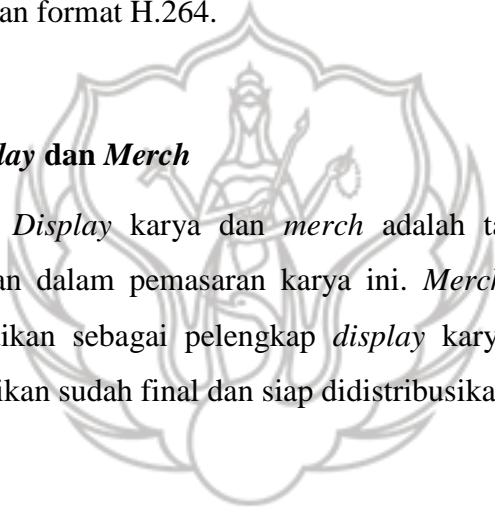 an format H.264.
lay dan Merch
Display karya dan merch adalah ta
an dalam pemasaran karya ini. Merch
ikan sebagai pelengkap display kary
ikan sudah final dan siap didistribusika